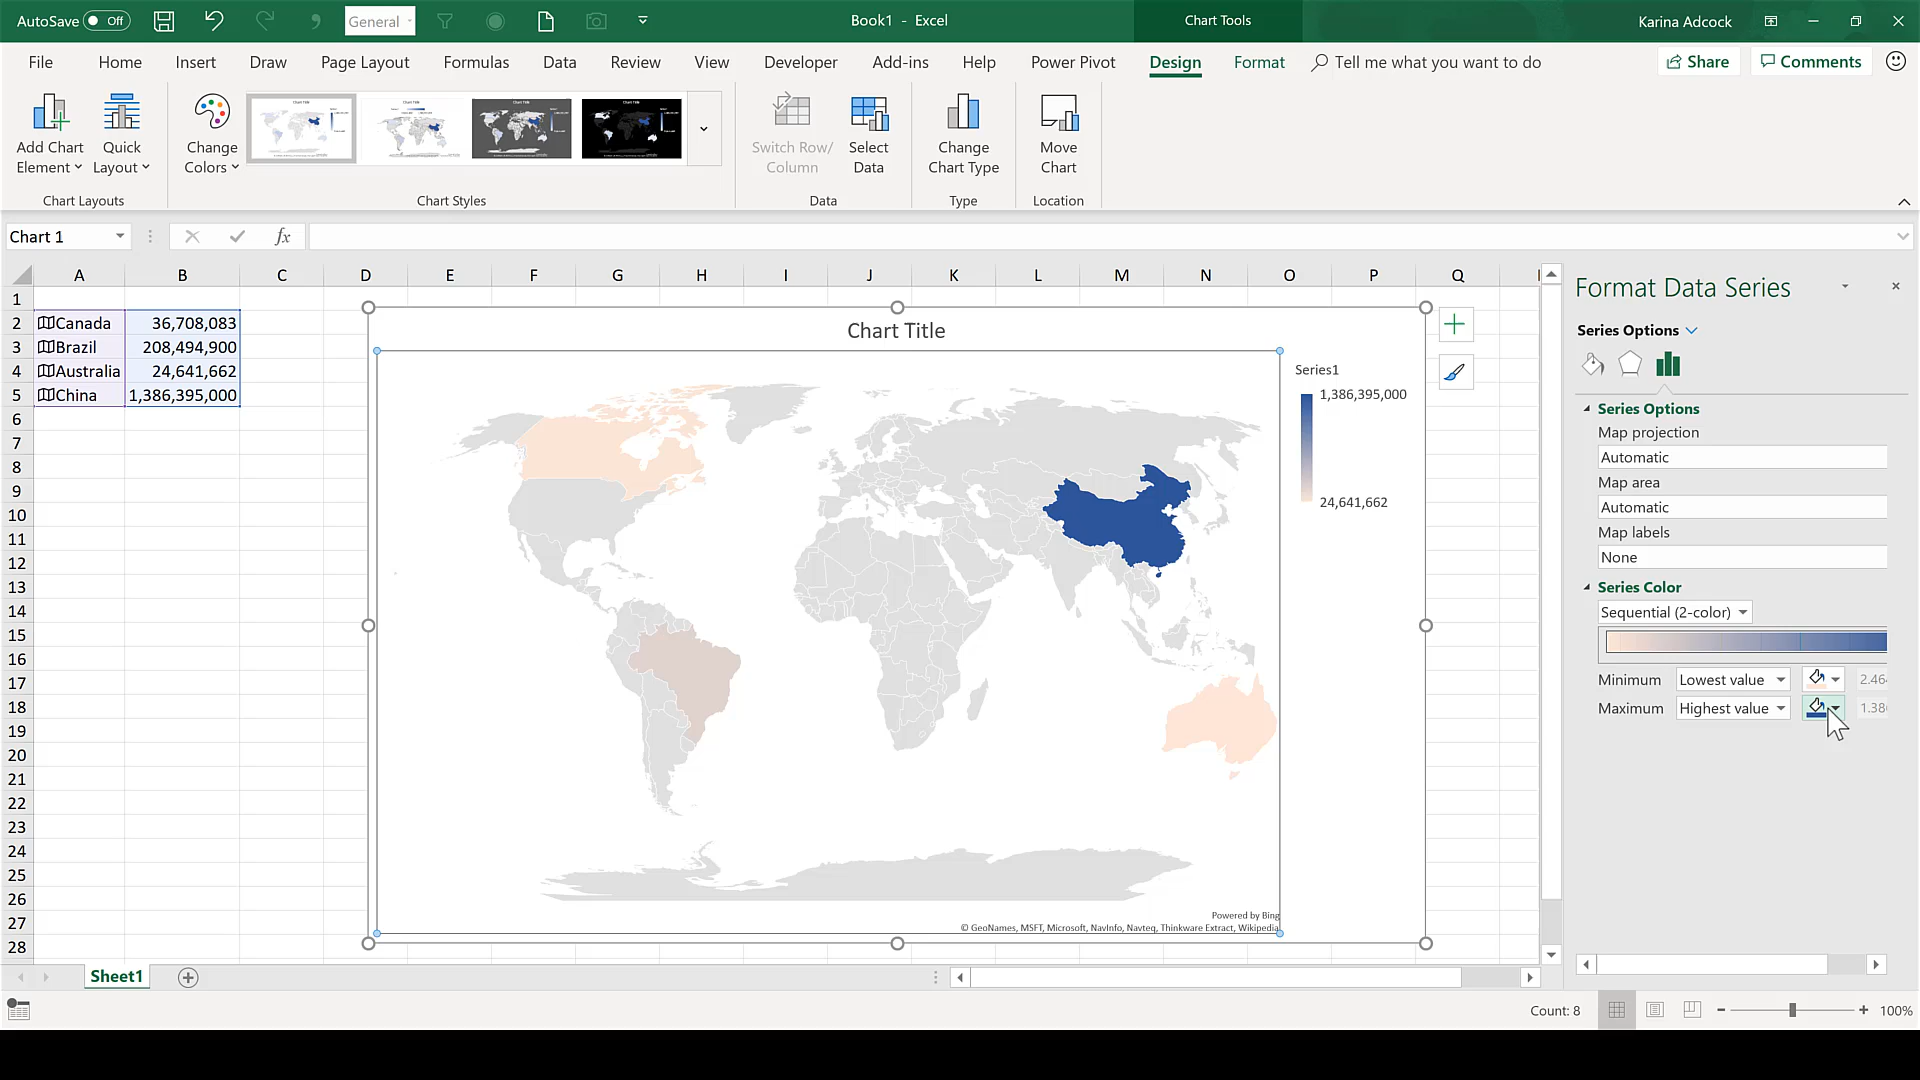 AutoSave Off General Book1 - Excel Chart Tools Karina Adcock
File Home Insert Draw Page Layout Formulas Data Review View Developer Add-ins Help Power Pivot Design Format Tell me what you want to do Share Comments
Add Chart Element
Quick Layout
Change Colors
Switch Row/ Column
Select Data
Change Chart Type
Move Chart
Chart Layouts Chart Styles Data Type Location
Chart 1 fx
A B C D E F G H I J K L M N O P Q
1
2 Canada 36,708,083
3 Brazil 208,494,900
4 Australia 24,641,662
5 China 1,386,395,000
6
7
8
9
10
11
12
13
14
15
16
17
18
19
20
21
22
23
24
25
26
27
28
Chart Title
Series1
1,386,395,000
24,641,662
Powered by Bing
© GeoNames, MSFT, Microsoft, NavInfo, Navteq, Thinkware Extract, Wikipedia
Format Data Series
Series Options
Series Options
Map projection
Automatic
Map area
Automatic
Map labels
None
Series Color
Sequential (2-color)
Minimum Lowest value 2.46
Maximum Highest value 1.38
Sheet1
Count: 8 100%